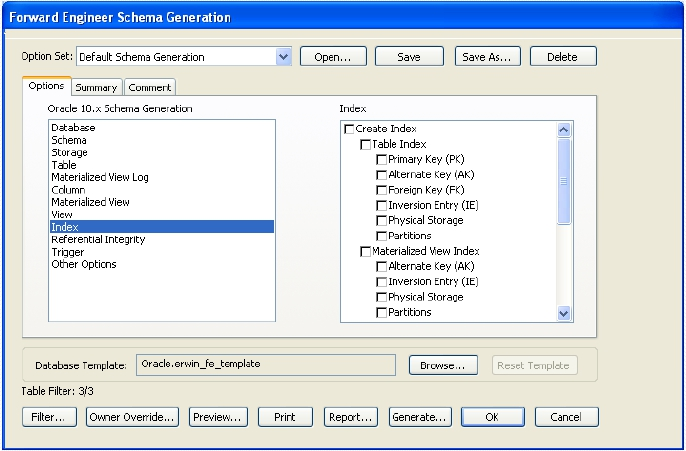 Forward Engineer Schema Generation
Option Set: Default Schema Generation Open... Save Save As... Delete
Options Summary Comment
Oracle 10.x Schema Generation
Database
Schema
Storage
Table
Materialized View Log
Column
Materialized View
View
Index
Referential Integrity
Trigger
Other Options
Index
Create Index
Table Index
Primary Key (PK)
Alternate Key (AK)
Foreign Key (FK)
Inversion Entry (IE)
Physical Storage
Partitions
Materialized View Index
Alternate Key (AK)
Inversion Entry (IE)
Physical Storage
Partitions
Database Template: Oracle.erwin_fe_template Browse... Reset Template
Table Filter: 3/3
Filter... Owner Override... Preview... Print Report... Generate... OK Cancel